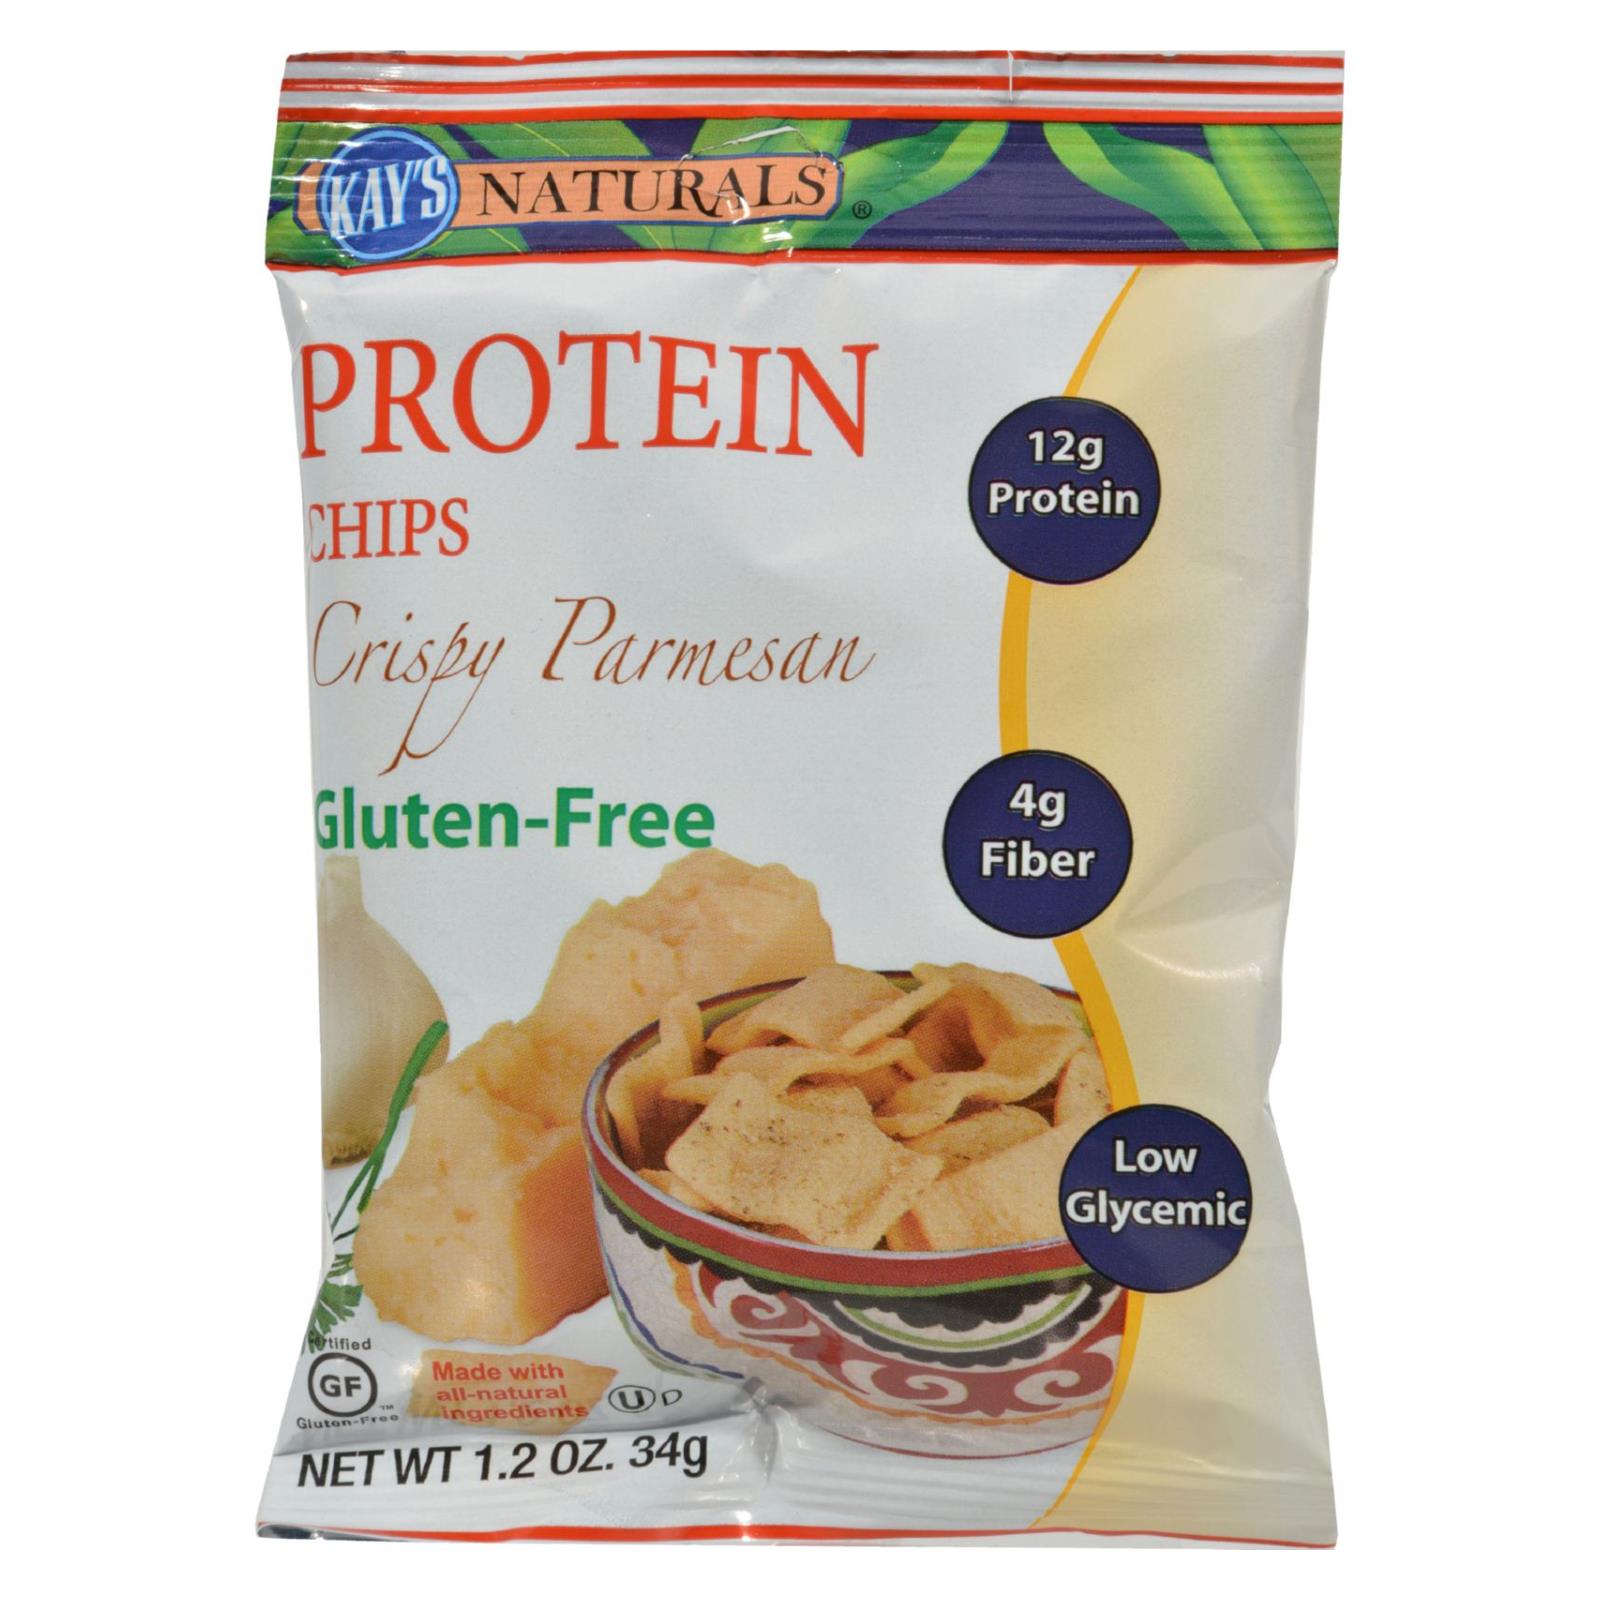 KAY'S NATURALS ®
PROTEIN
CHIPS
Crispy Parmesan
Gluten-Free
12g
Protein
4g
Fiber
Low
Glycemic
Certified
GF
™
Gluten-Free
Made with
all-natural
ingredients
U D
NET WT 1.2 OZ. 34g